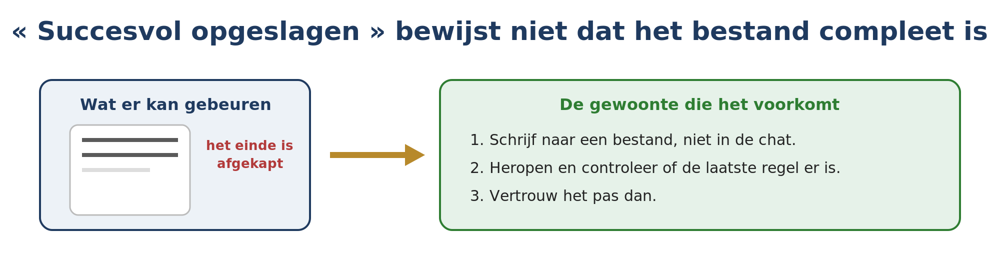 « Succesvol opgeslagen » bewijst niet dat het bestand compleet is
Wat er kan gebeuren
het einde is
afgekapt
De gewoonte die het voorkomt
1. Schrijf naar een bestand, niet in de chat.
2. Heropen en controleer of de laatste regel er is.
3. Vertrouw het pas dan.